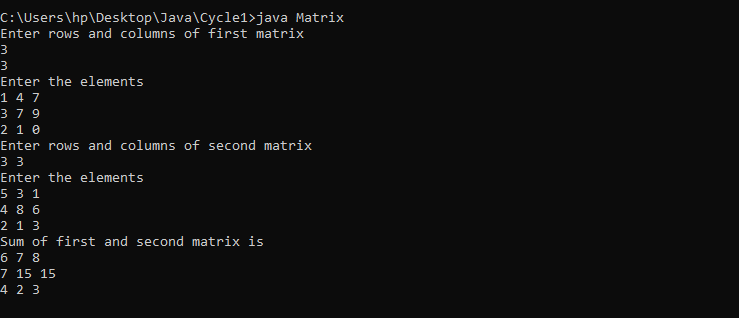 C:\Users\hp\Desktop\Java\Cycle1>java Matrix
Enter rows and columns of first matrix
3
3
Enter the elements
1 4 7
3 7 9
2 1 0
Enter rows and columns of second matrix
3 3
Enter the elements
5 3 1
4 8 6
2 1 3
Sum of first and second matrix is
6 7 8
7 15 15
4 2 3